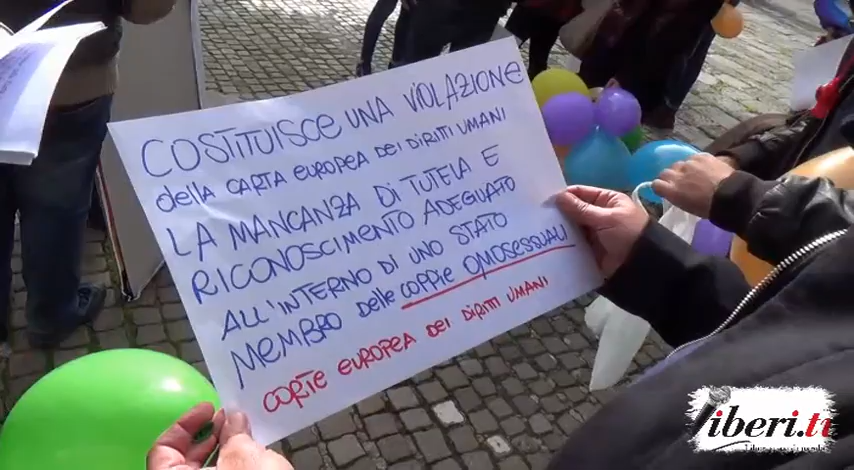 COSTITUISCE UNA VIOLAZIONE
della CARTA EUROPEA DEI DIRITTI UMANI
LA MANCANZA DI TUTELA E
RICONOSCIMENTO ADEGUATO
ALL'INTERNO DI UNO STATO
MEMBRO delle COPPIE OMOSESSUALI
CORTE EUROPEA DEI DIRITTI UMANI
liberi.tv